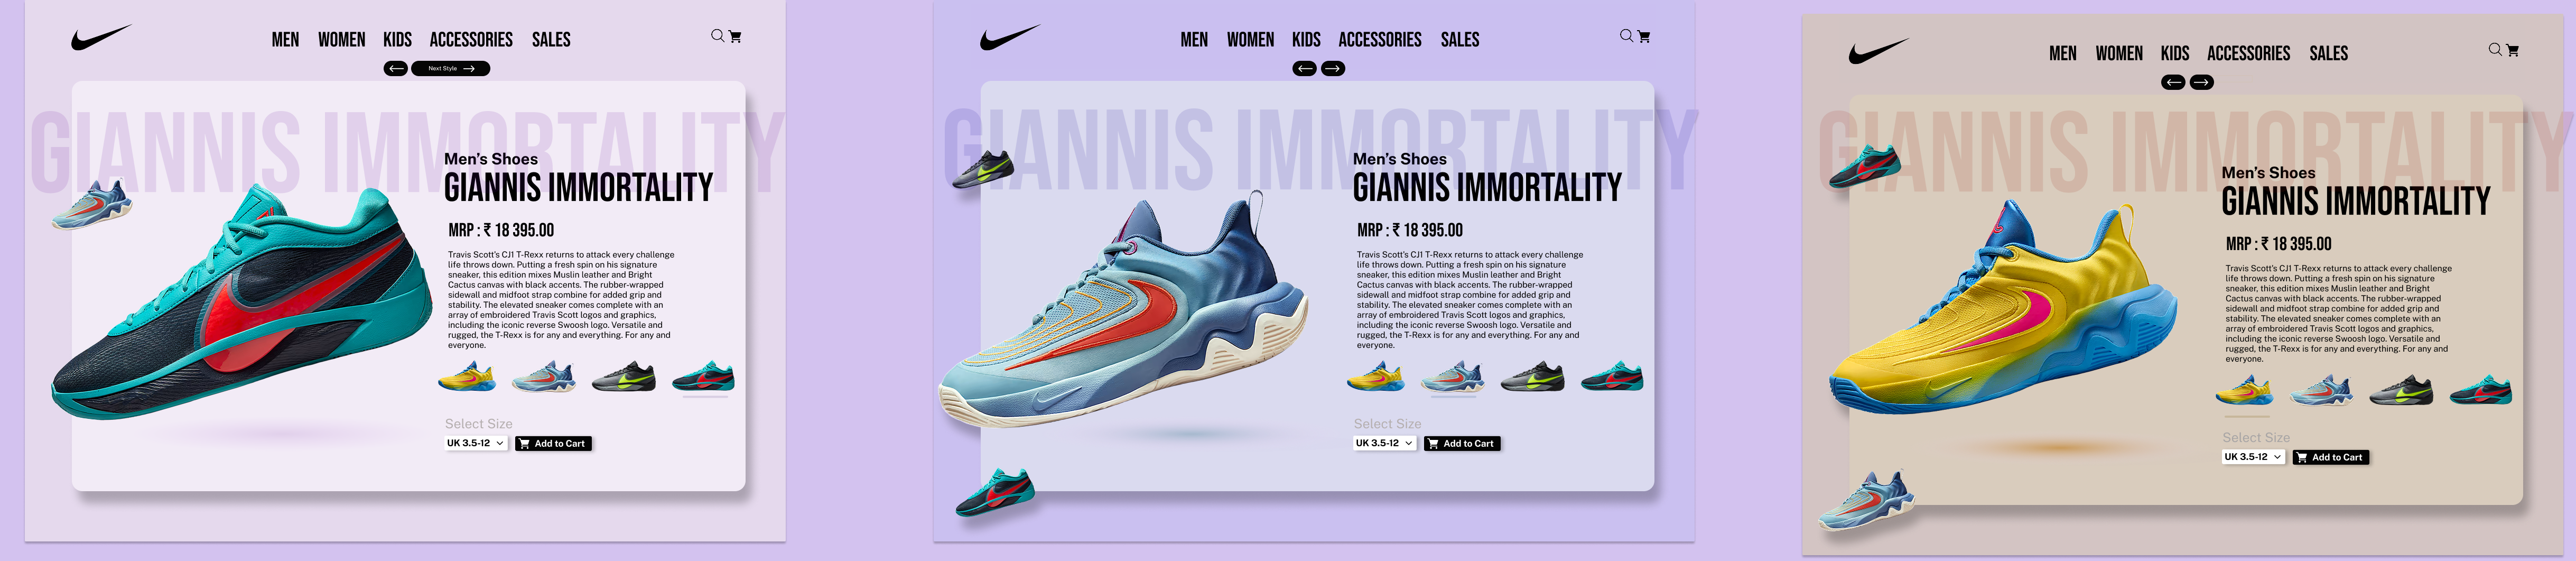 MEN WOMEN KIDS ACCESSORIES SALES
Next Style
GIANNIS IMMORTALITY
Men's Shoes
GIANNIS IMMORTALITY
MRP : ₹ 18 395.00
Travis Scott's CJ1 T-Rexx returns to attack every challenge
life throws down. Putting a fresh spin on his signature
sneaker, this edition mixes Muslin leather and Bright
Cactus canvas with black accents. The rubber-wrapped
sidewall and midfoot strap combine for added grip and
stability. The elevated sneaker comes complete with an
array of embroidered Travis Scott logos and graphics,
including the iconic reverse Swoosh logo. Versatile and
rugged, the T-Rexx is for any and everything. For any and
everyone.
Select Size
UK 3.5-12
Add to Cart
MEN WOMEN KIDS ACCESSORIES SALES
GIANNIS IMMORTALITY
Men's Shoes
GIANNIS IMMORTALITY
MRP : ₹ 18 395.00
Travis Scott's CJ1 T-Rexx returns to attack every challenge
life throws down. Putting a fresh spin on his signature
sneaker, this edition mixes Muslin leather and Bright
Cactus canvas with black accents. The rubber-wrapped
sidewall and midfoot strap combine for added grip and
stability. The elevated sneaker comes complete with an
array of embroidered Travis Scott logos and graphics,
including the iconic reverse Swoosh logo. Versatile and
rugged, the T-Rexx is for any and everything. For any and
everyone.
Select Size
UK 3.5-12
Add to Cart
MEN WOMEN KIDS ACCESSORIES SALES
GIANNIS IMMORTALITY
Men's Shoes
GIANNIS IMMORTALITY
MRP : ₹ 18 395.00
Travis Scott's CJ1 T-Rexx returns to attack every challenge
life throws down. Putting a fresh spin on his signature
sneaker, this edition mixes Muslin leather and Bright
Cactus canvas with black accents. The rubber-wrapped
sidewall and midfoot strap combine for added grip and
stability. The elevated sneaker comes complete with an
array of embroidered Travis Scott logos and graphics,
including the iconic reverse Swoosh logo. Versatile and
rugged, the T-Rexx is for any and everything. For any and
everyone.
Select Size
UK 3.5-12
Add to Cart